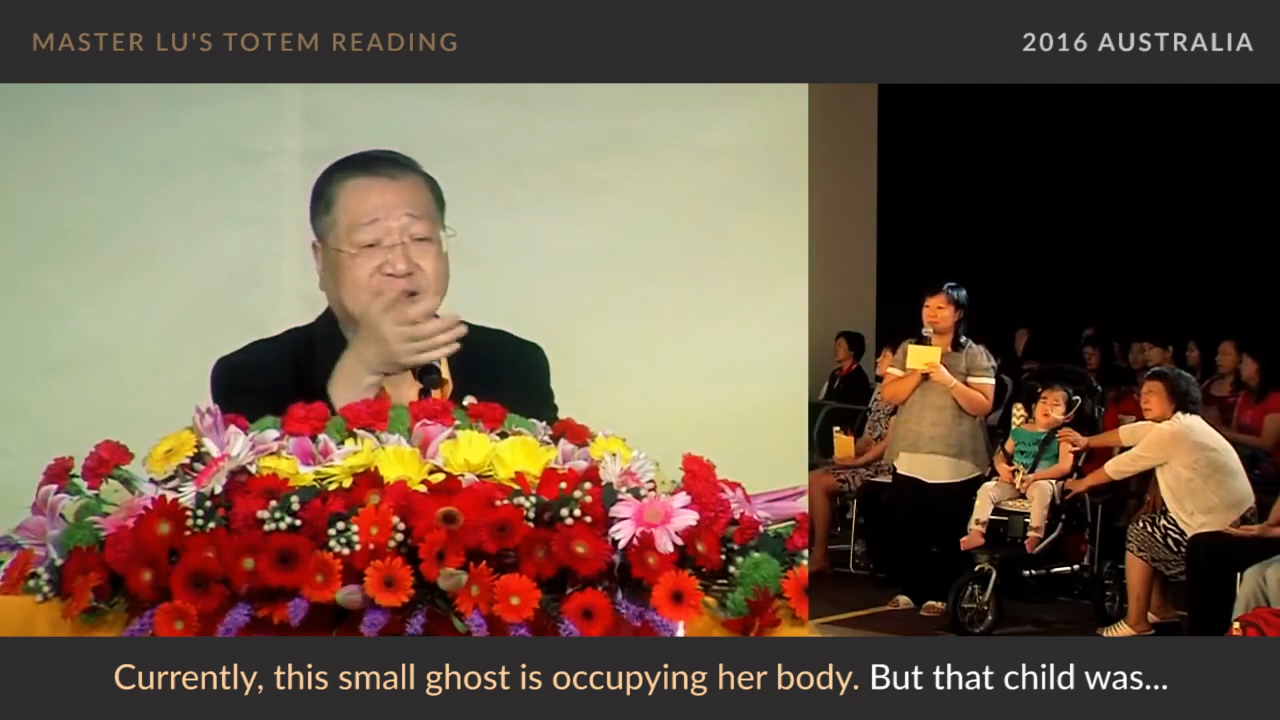 MASTER LU'S TOTEM READING
2016 AUSTRALIA
Currently, this small ghost is occupying her body. But that child was...